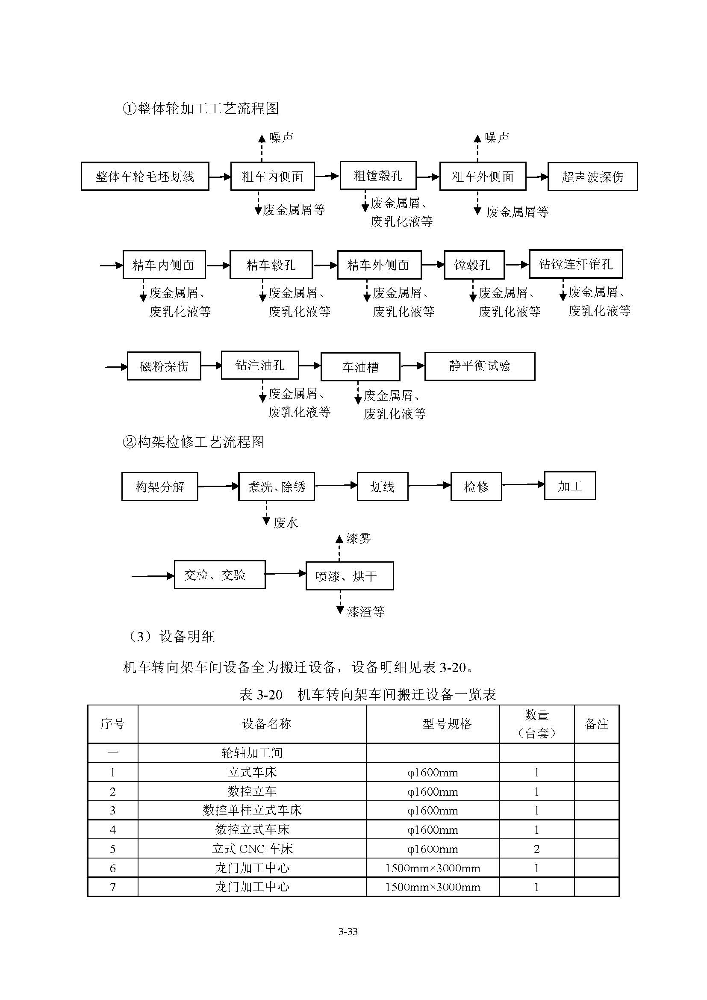 ①整体轮加工工艺流程图
噪声 噪声
整体车轮毛坯划线 粗车内侧面 粗镗毂孔 粗车外侧面 超声波探伤
废金属屑等 废金属屑、 废金属屑等
废乳化液等
精车内侧面 精车毂孔 精车外侧面 镗毂孔 钻镗连杆销孔
废金属屑、 废金属屑、 废金属屑、 废金属屑、 废金属屑、
废乳化液等 废乳化液等 废乳化液等 废乳化液等 废乳化液等
磁粉探伤 钻注油孔 车油槽 静平衡试验
废金属屑、 废金属屑、
废乳化液等 废乳化液等
②构架检修工艺流程图
构架分解 煮洗、除锈 划线 检修 加工
废水
漆雾
交检、交验 喷漆、烘干
漆渣等
（3）设备明细
机车转向架车间设备全为搬迁设备，设备明细见表 3-20。
表 3-20 机车转向架车间搬迁设备一览表
序号 设备名称 型号规格 数量（台套） 备注
一 轮轴加工间
1 立式车床 φ1600mm 1
2 数控立车 φ1600mm 1
3 数控单柱立式车床 φ1600mm 1
4 数控立式车床 φ1600mm 1
5 立式 CNC 车床 φ1600mm 2
6 龙门加工中心 1500mm×3000mm 1
7 龙门加工中心 1500mm×3000mm 1
3-33